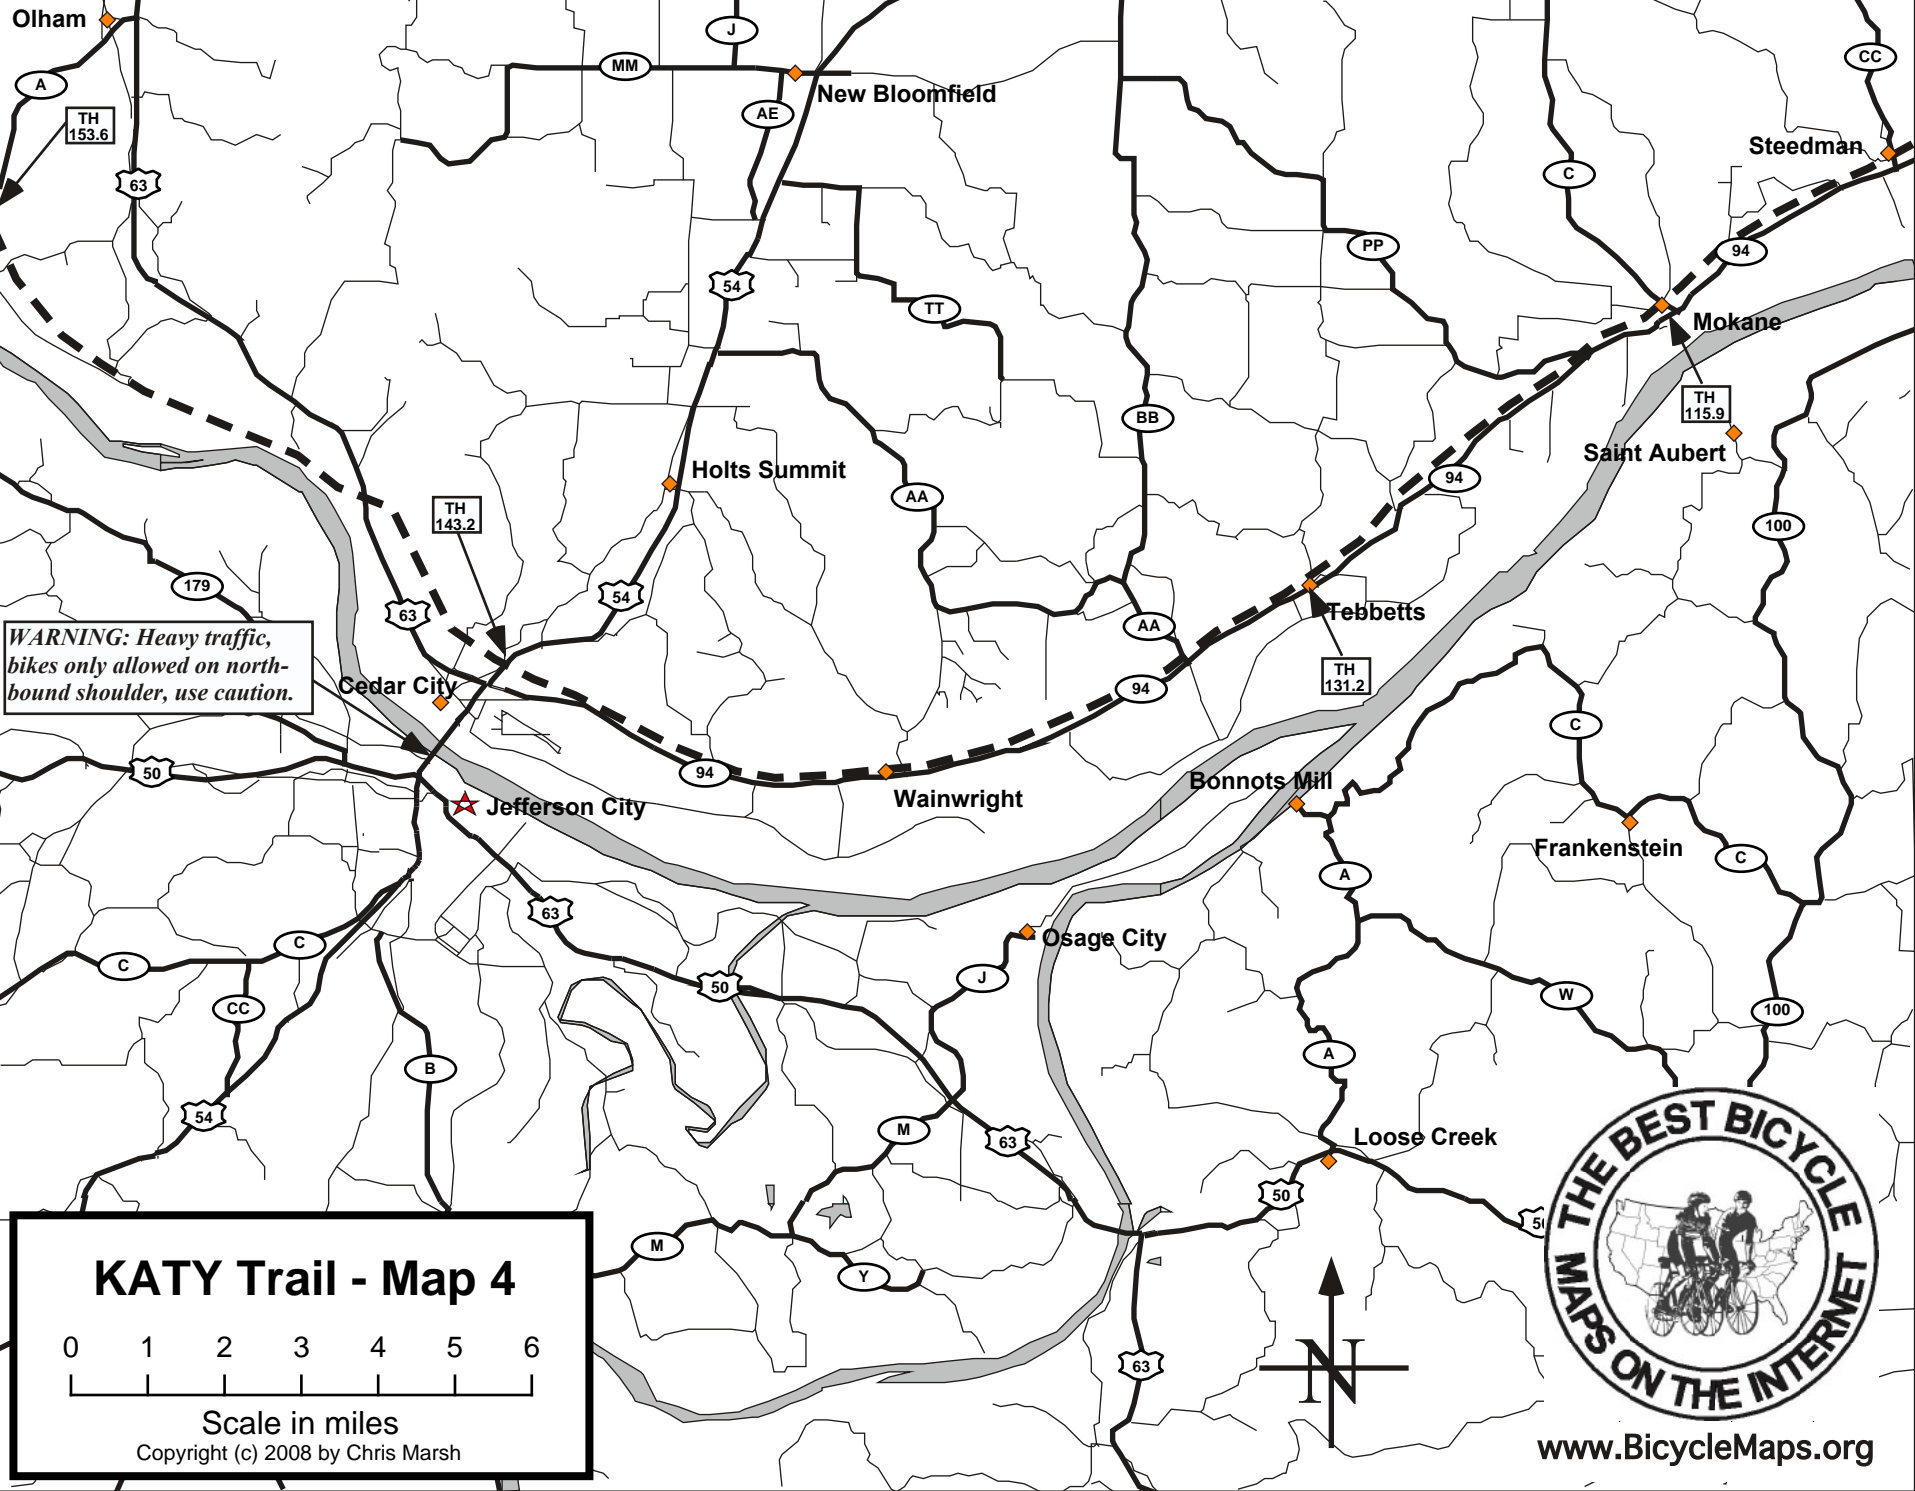 Olham
J
A
MM
CC
New Bloomfield
AE
TH
153.6
Steedman
63
C
PP
94
54
TT
Mokane
TH
115.9
BB
Saint Aubert
Holts Summit
94
AA
TH
143.2
100
179
54
63
Tebbetts
AA
WARNING: Heavy traffic,
bikes only allowed on north-
bound shoulder, use caution.
TH
131.2
Cedar City
94
C
50
94
Bonnots Mill
Wainwright
Jefferson City
Frankenstein
C
A
63
C
C
Osage City
J
50
W
CC
100
A
B
54
M
63
Loose Creek
50
50
M
Y
63
N
KATY Trail - Map 4
0 1 2 3 4 5 6
Scale in miles
Copyright (c) 2008 by Chris Marsh
THE BEST BICYCLE
MAPS ON THE INTERNET
www.BicycleMaps.org